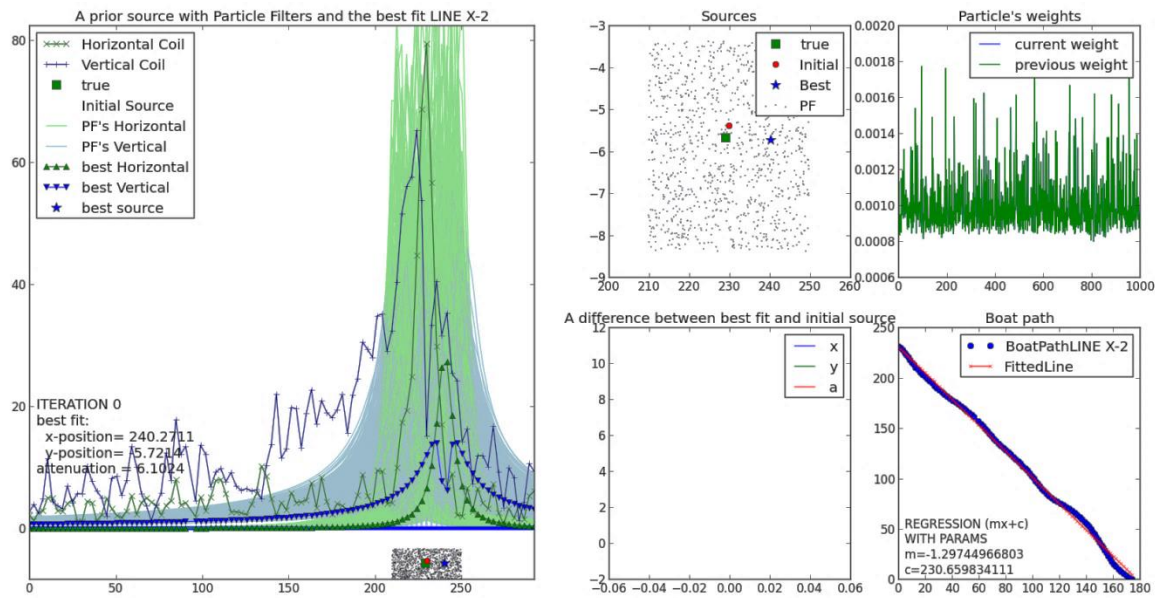 A prior source with Particle Filters and the best fit LINE X-2
Horizontal Coil
Vertical Coil
true
Initial Source
PF's Horizontal
PF's Vertical
best Horizontal
best Vertical
best source
80
60
40
20
0
ITERATION 0
best fit:
x-position= 240.2711
y-position= -5.7214
attenuation = 6.1024
0 50 100 150 200 250
Sources
true
Initial
Best
PF
−3
−4
−5
−6
−7
−8
−9
200 210 220 230 240 250 260
Particle's weights
current weight
previous weight
0.0020
0.0018
0.0016
0.0014
0.0012
0.0010
0.0008
0.0006
0 200 400 600 800 1000
A difference between best fit and initial source
x
y
a
12
10
8
6
4
2
0
−2
−0.06 −0.04 −0.02 0.00 0.02 0.04 0.06
Boat path
BoatPathLINE X-2
FittedLine
250
200
150
100
50
0
REGRESSION (mx+c)
WITH PARAMS
m=-1.29744966803
c=230.659834111
0 20 40 60 80 100 120 140 160 180